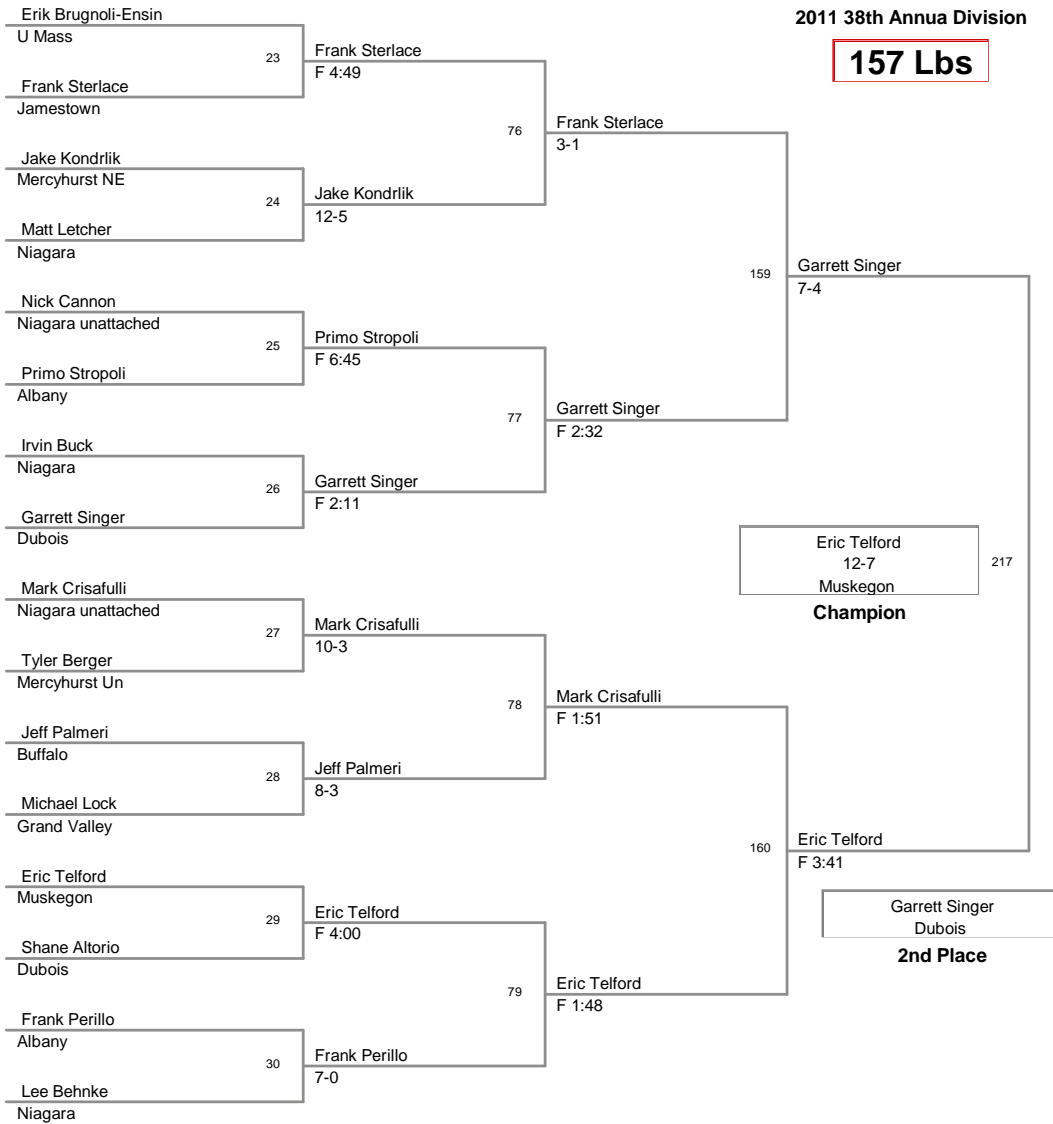 2011 38th Annua Division
157 Lbs
Erik Brugnoli-Ensin
U Mass
23
Frank Sterlace
Jamestown
Jake Kondrlik
Mercyhurst NE
24
Matt Letcher
Niagara
Nick Cannon
Niagara unattached
25
Primo Stropoli
Albany
Irvin Buck
Niagara
26
Garrett Singer
Dubois
Mark Crisafulli
Niagara unattached
27
Tyler Berger
Mercyhurst Un
Jeff Palmeri
Buffalo
28
Michael Lock
Grand Valley
Eric Telford
Muskegon
29
Shane Altorio
Dubois
Frank Perillo
Albany
30
Lee Behnke
Niagara
Frank Sterlace
F 4:49
76
Jake Kondrlik
12-5
Primo Stropoli
F 6:45
77
Garrett Singer
F 2:11
Mark Crisafulli
10-3
78
Jeff Palmeri
8-3
Eric Telford
F 4:00
79
Frank Perillo
7-0
Frank Sterlace
3-1
159
Garrett Singer
F 2:32
Mark Crisafulli
F 1:51
160
Eric Telford
F 1:48
Garrett Singer
7-4
217
Eric Telford
F 3:41
Eric Telford
12-7
Muskegon
Champion
Garrett Singer
Dubois
2nd Place